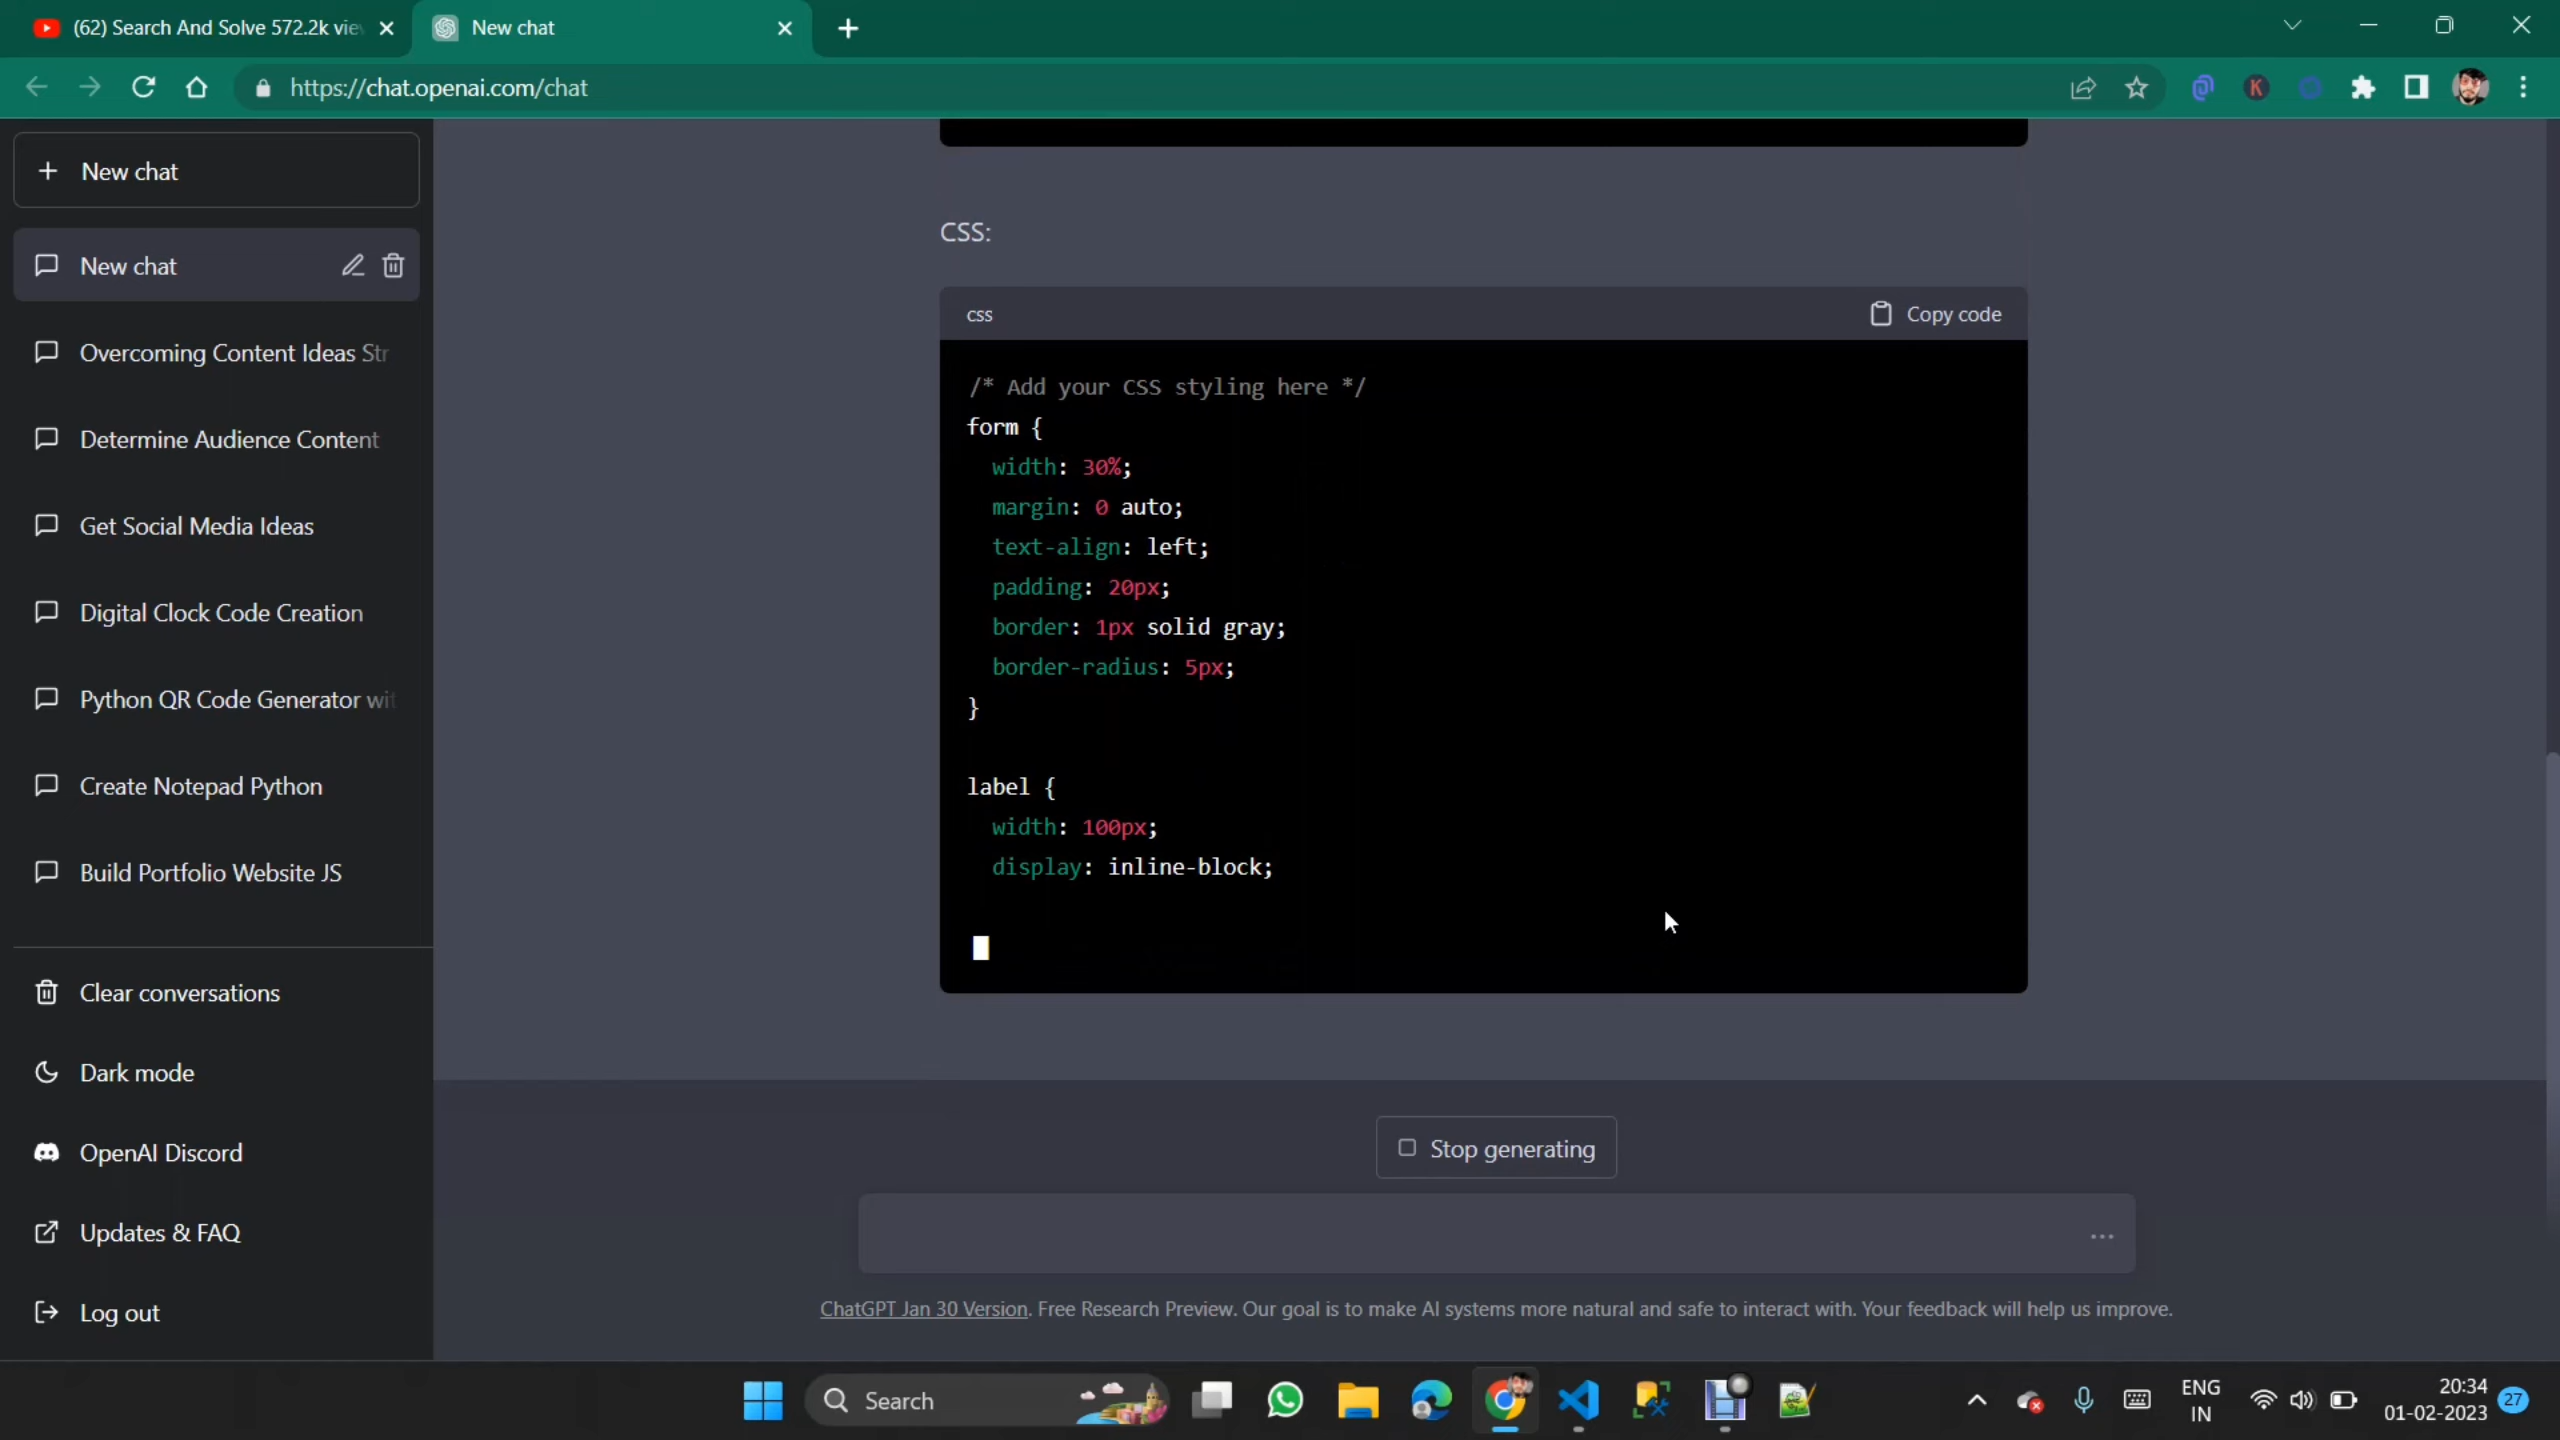 (62) Search And Solve 572.2k vie
New chat
https://chat.openai.com/chat
New chat
New chat
Overcoming Content Ideas Str
Determine Audience Content
Get Social Media Ideas
Digital Clock Code Creation
Python QR Code Generator wit
Create Notepad Python
Build Portfolio Website JS
Clear conversations
Dark mode
OpenAI Discord
Updates & FAQ
Log out
CSS:
css
Copy code
/* Add your CSS styling here */
form {
width: 30%;
margin: 0 auto;
text-align: left;
padding: 20px;
border: 1px solid gray;
border-radius: 5px;
}
label {
width: 100px;
display: inline-block;
Stop generating
ChatGPT Jan 30 Version. Free Research Preview. Our goal is to make AI systems more natural and safe to interact with. Your feedback will help us improve.
Search
ENG
IN
20:34
01-02-2023
27